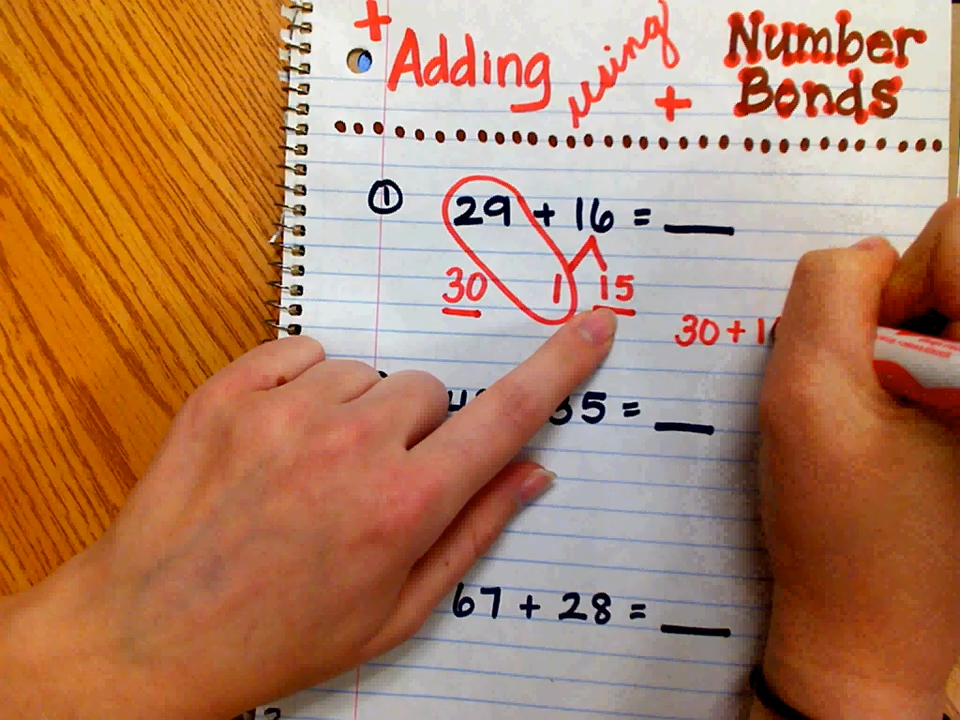 + Adding using + Number Bonds
① 29 + 16 = ___
30 1 15
30 + 1
35 = ___
67 + 28 = ___